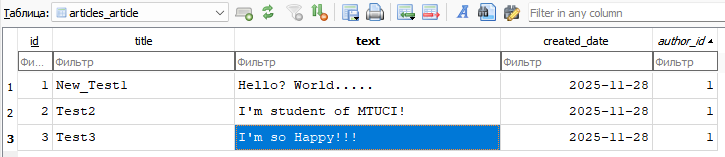 Таблица: articles_article Filter in any column
id title text created_date author_id
Фи... Фильтр Фильтр Фильтр Фильтр
1 1 New_Test1 Hello? World..... 2025-11-28 1
2 2 Test2 I'm student of MTUCI! 2025-11-28 1
3 3 Test3 I'm so Happy!!! 2025-11-28 1